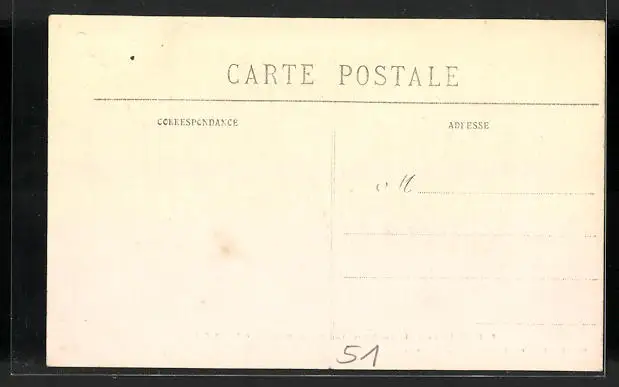 CARTE POSTALE
CORRESPONDANCE
ADRESSE
M
51